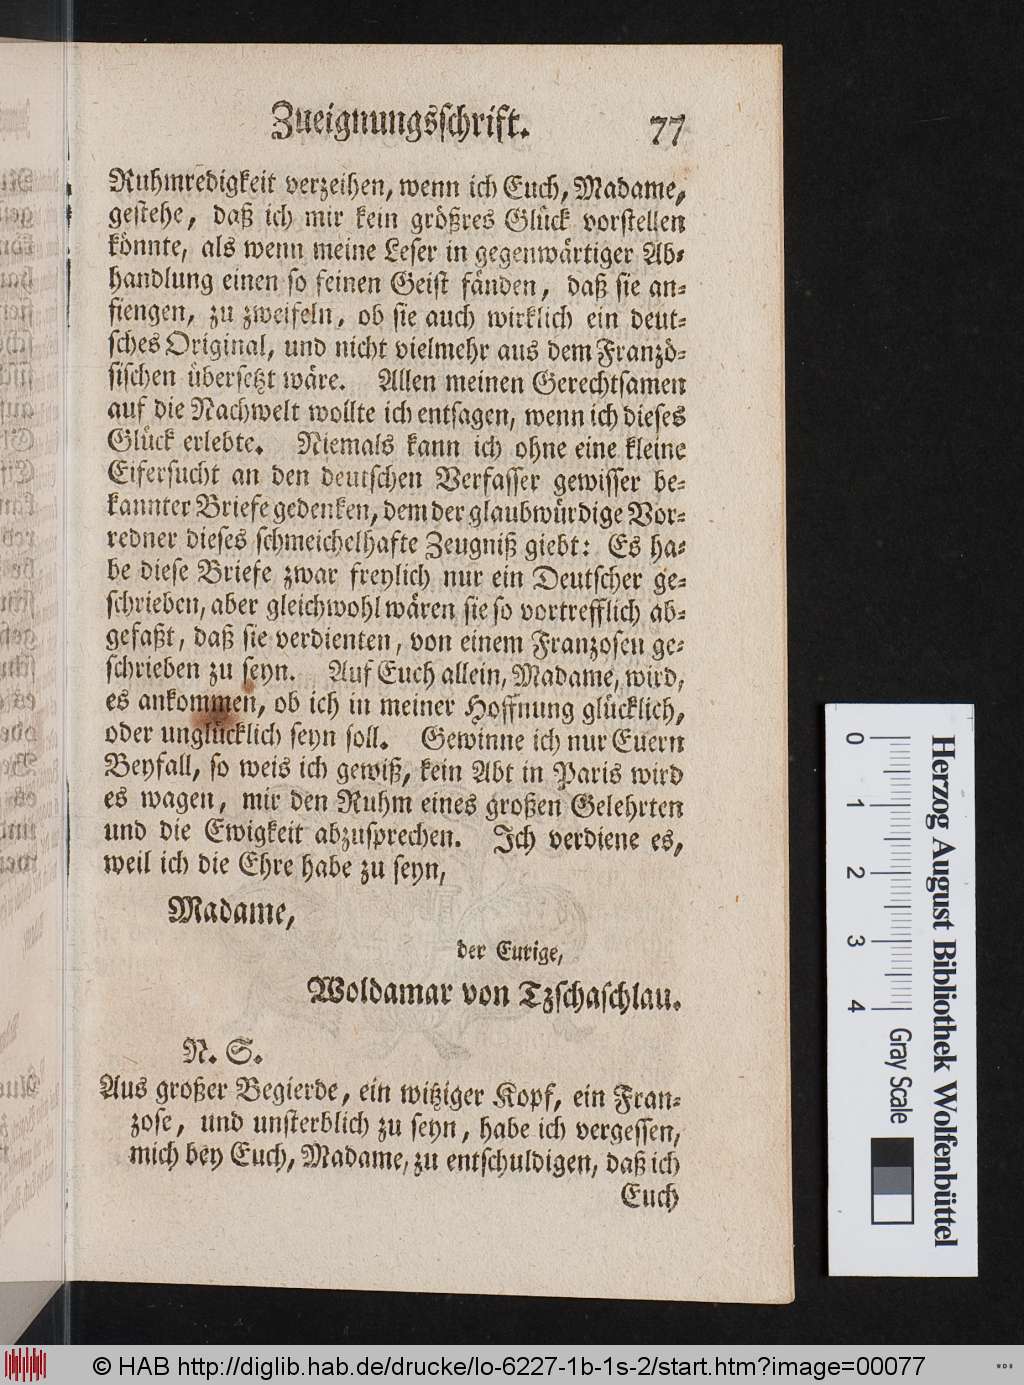 Zueignungsschrift. 77
Ruhmredigkeit verzeihen, wenn ich Euch, Madame,
gestehe, daß ich mir kein größres Glück vorstellen
könnte, als wenn meine Leser in gegenwärtiger Ab-
handlung einen so feinen Geist fänden, daß sie an-
fiengen, zu zweifeln, ob sie auch wirklich ein deut-
sches Original, und nicht vielmehr aus dem Franzö-
sischen übersetzt wäre. Allen meinen Gerechtsamen
auf die Nachwelt wollte ich entsagen, wenn ich dieses
Glück erlebte. Niemals kann ich ohne eine kleine
Eifersucht an den deutschen Verfasser gewisser be-
kannter Briefe gedenken, dem der glaubwürdige Vor-
redner dieses schmeichelhafte Zeugniß giebt: Es ha-
be diese Briefe zwar freylich nur ein Deutscher ge-
schrieben, aber gleichwohl wären sie so vortrefflich ab-
gefaßt, daß sie verdienten, von einem Franzosen ge-
schrieben zu seyn. Auf Euch allein, Madame, wird,
es ankommen, ob ich in meiner Hoffnung glücklich,
oder unglücklich seyn soll. Gewinne ich nur Euern
Beyfall, so weis ich gewiß, kein Abt in Paris wird
es wagen, mir den Ruhm eines großen Gelehrten
und die Ewigkeit abzusprechen. Ich verdiene es,
weil ich die Ehre habe zu seyn,
Madame,
der Eurige,
Woldamar von Tzschaschlau.
N. S.
Aus großer Begierde, ein witziger Kopf, ein Fran-
zose, und unsterblich zu seyn, habe ich vergessen,
mich bey Euch, Madame, zu entschuldigen, daß ich
Euch
Herzog August Bibliothek Wolfenbüttel
0 1 2 3 4
Gray Scale
© HAB http://diglib.hab.de/drucke/lo-6227-1b-1s-2/start.htm?image=00077
WDB